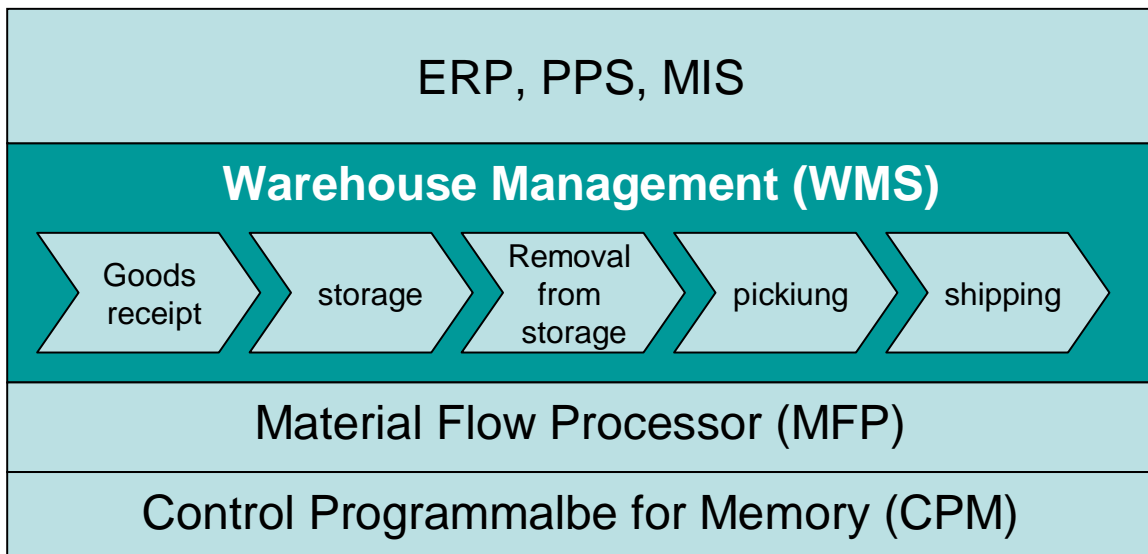 ERP, PPS, MIS
Warehouse Management (WMS)
Goods
receipt
storage
Removal
from
storage
pickiung
shipping
Material Flow Processor (MFP)
Control Programmalbe for Memory (CPM)